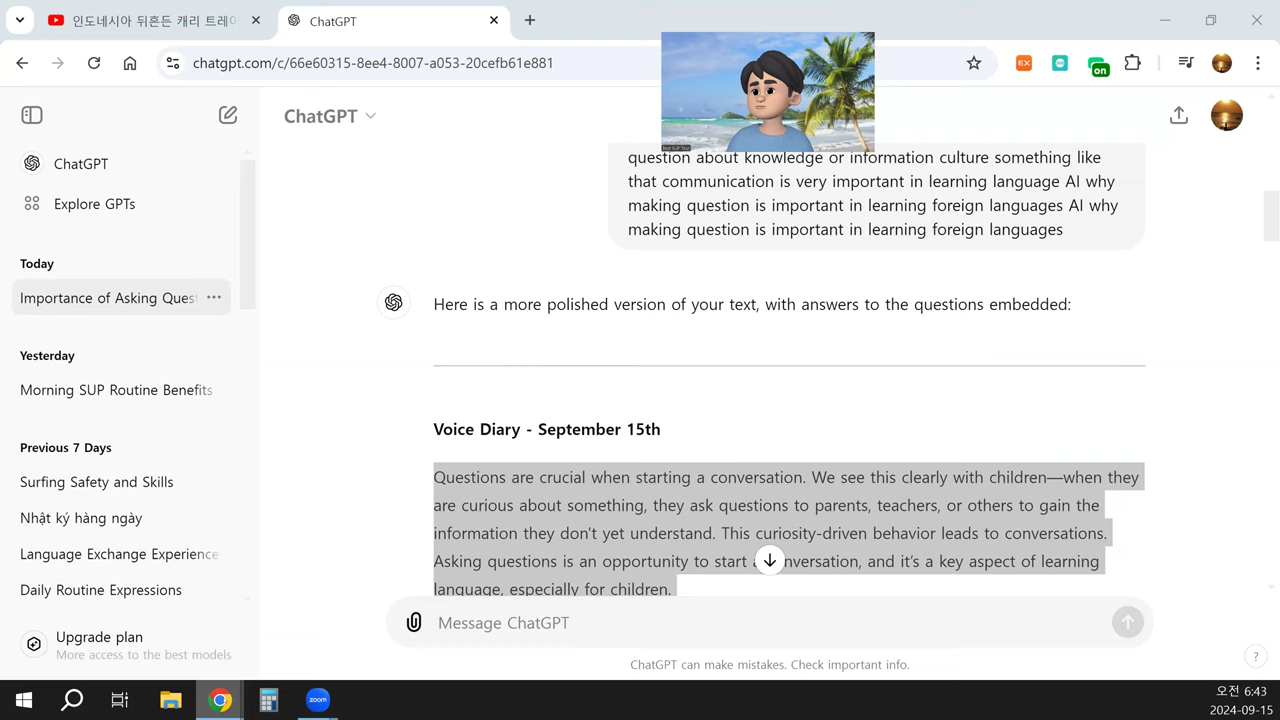 인도네시아 뒤흔든 캐리 트레이
ChatGPT
chatgpt.com/c/66e60315-8ee4-8007-a053-20cefb61e881
EX
on
ChatGPT
ChatGPT
Explore GPTs
Today
Importance of Asking Quest
Yesterday
Morning SUP Routine Benefits
Previous 7 Days
Surfing Safety and Skills
Nhật ký hàng ngày
Language Exchange Experience
Daily Routine Expressions
Upgrade plan
More access to the best models
question about knowledge or information culture something like
that communication is very important in learning language AI why
making question is important in learning foreign languages AI why
making question is important in learning foreign languages
Here is a more polished version of your text, with answers to the questions embedded:
Voice Diary - September 15th
Questions are crucial when starting a conversation. We see this clearly with children—when they
are curious about something, they ask questions to parents, teachers, or others to gain the
information they don't yet understand. This curiosity-driven behavior leads to conversations.
Asking questions is an opportunity to start a nversation, and it's a key aspect of learning
language, especially for children.
Message ChatGPT
ChatGPT can make mistakes. Check important info.
?
zoom
오전 6:43
2024-09-15